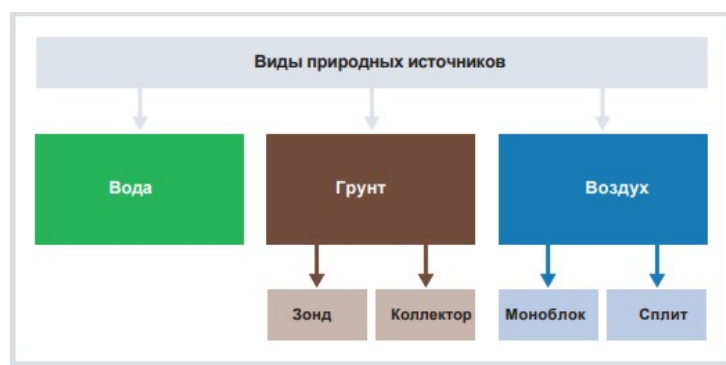 Виды природных источников
Вода
Грунт
Воздух
Зонд
Коллектор
Моноблок
Сплит